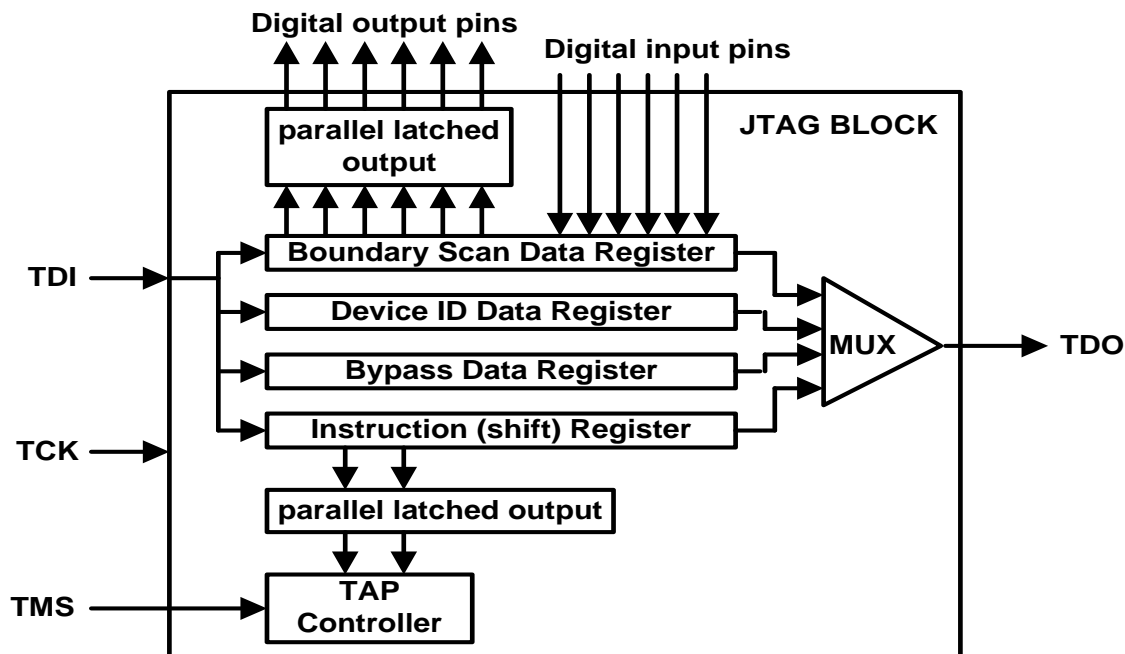 Digital output pins
Digital input pins
JTAG BLOCK
parallel latched
output
TDI
Boundary Scan Data Register
Device ID Data Register
MUX
TDO
Bypass Data Register
Instruction (shift) Register
TCK
parallel latched output
TMS
TAP
Controller